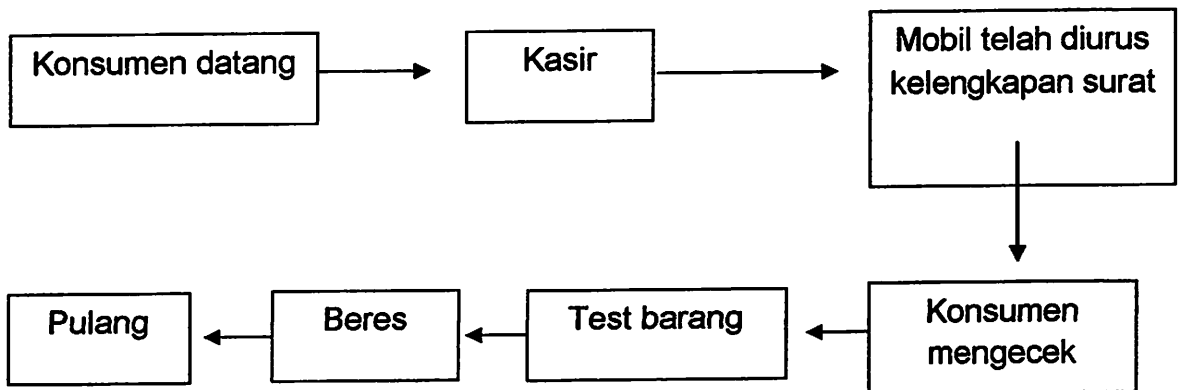 Konsumen datang
Kasir
Mobil telah diurus
kelengkapan surat
Konsumen
mengecek
Test barang
Beres
Pulang